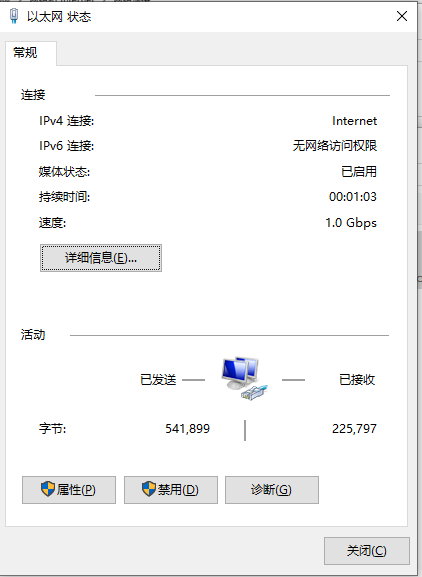 以太网 状态
常规
连接
IPv4 连接: Internet
IPv6 连接: 无网络访问权限
媒体状态: 已启用
持续时间: 00:01:03
速度: 1.0 Gbps
详细信息(E)...
活动
已发送 已接收
字节: 541,899 225,797
属性(P) 禁用(D) 诊断(G)
关闭(C)